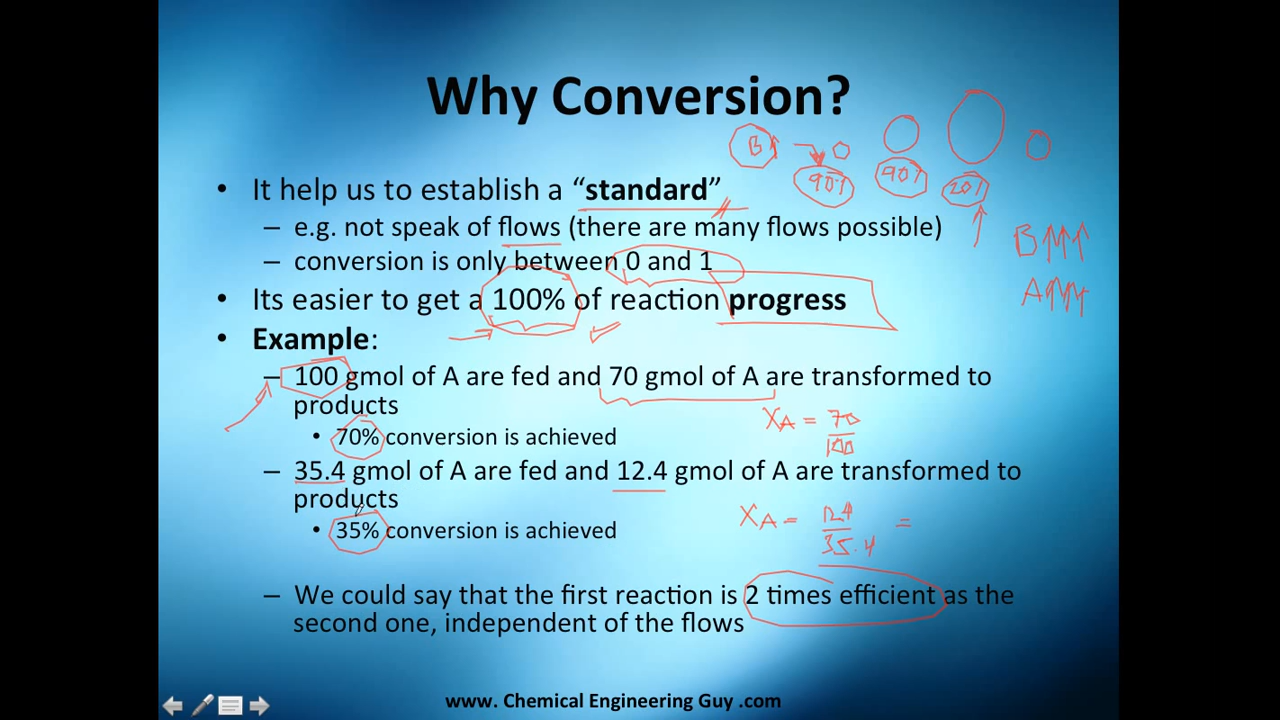 Why Conversion?
B
90%
90%
20%
• It help us to establish a “standard”
– e.g. not speak of flows (there are many flows possible)
B↑↑↑
– conversion is only between 0 and 1
A↑↑↑
• Its easier to get a 100% of reaction progress
• Example:
– 100 gmol of A are fed and 70 gmol of A are transformed to
products
XA = 70
100
• 70% conversion is achieved
– 35.4 gmol of A are fed and 12.4 gmol of A are transformed to
products
XA = 12.4 =
35.4
• 35% conversion is achieved
– We could say that the first reaction is 2 times efficient as the
second one, independent of the flows
www. Chemical Engineering Guy .com